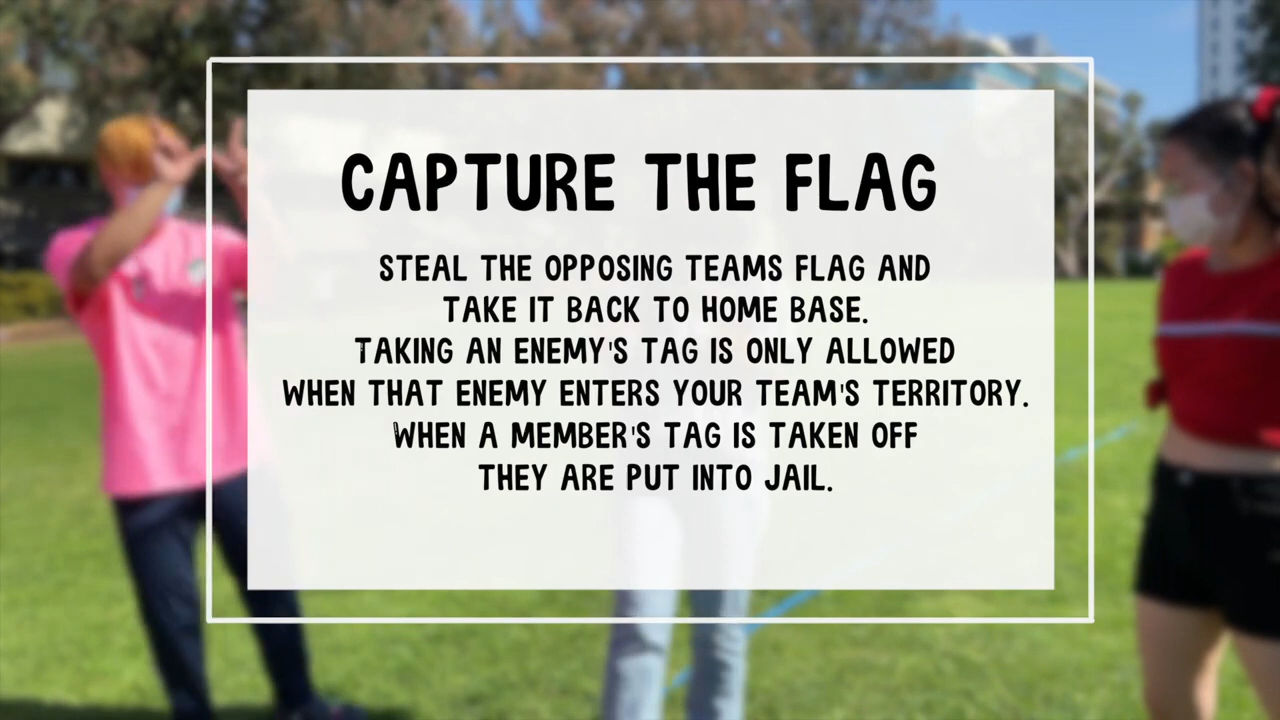 CAPTURE THE FLAG
STEAL THE OPPOSING TEAMS FLAG AND
TAKE IT BACK TO HOME BASE.
TAKING AN ENEMY'S TAG IS ONLY ALLOWED
WHEN THAT ENEMY ENTERS YOUR TEAM'S TERRITORY.
WHEN A MEMBER'S TAG IS TAKEN OFF
THEY ARE PUT INTO JAIL.